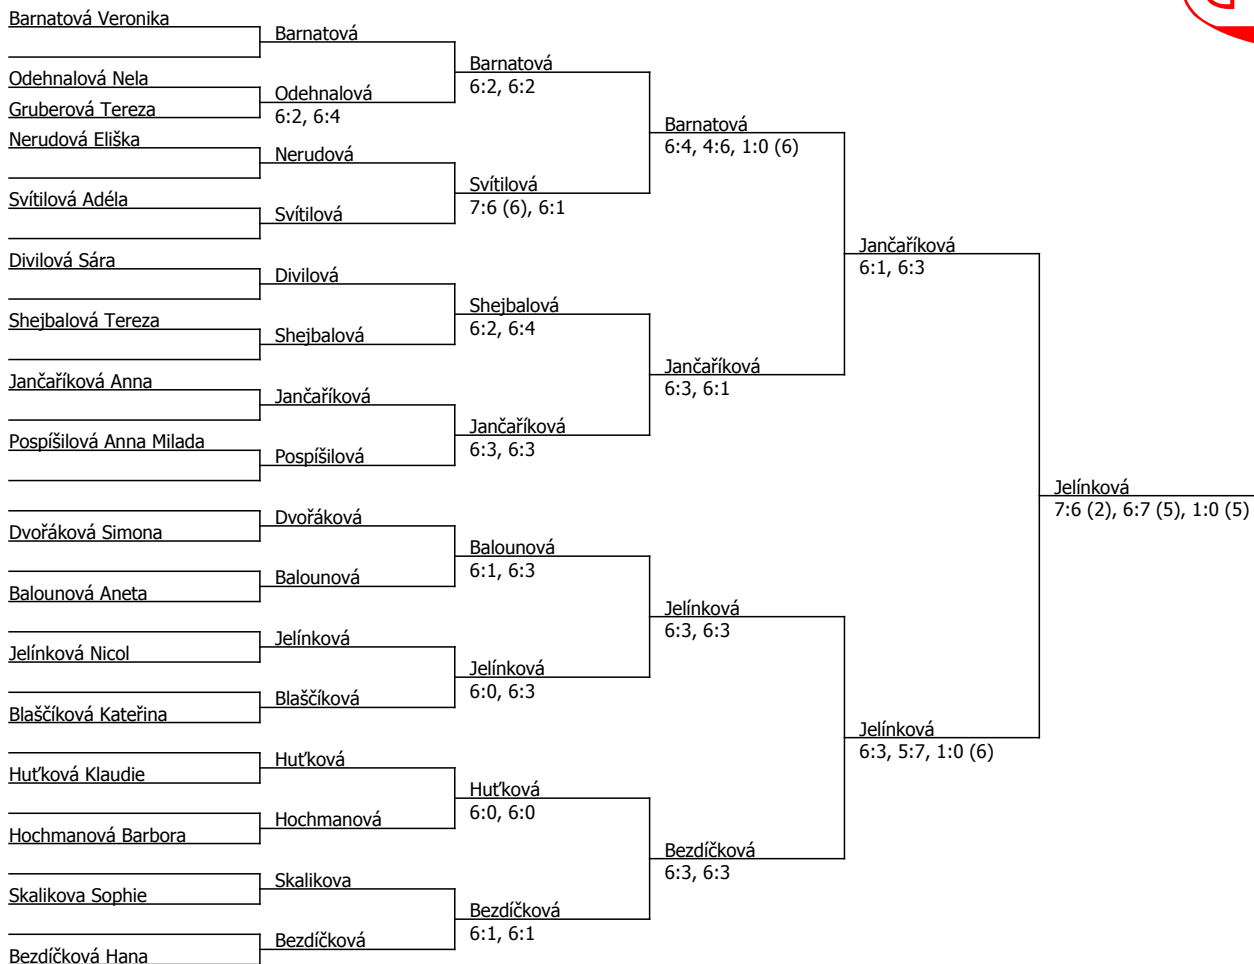 Barnatová Veronika
Odehnalová Nela
Gruberová Tereza
Nerudová Eliška
Svítilová Adéla
Divilová Sára
Shejbalová Tereza
Jančaříková Anna
Pospíšilová Anna Milada
Dvořáková Simona
Balounová Aneta
Jelínková Nicol
Blaščíková Kateřina
Huťková Klaudie
Hochmanová Barbora
Skalikova Sophie
Bezdíčková Hana
Barnatová
Odehnalová
6:2, 6:4
Nerudová
Svítilová
Divilová
Shejbalová
Jančaříková
Pospíšilová
Dvořáková
Balounová
Jelínková
Blaščíková
Huťková
Hochmanová
Skalikova
Bezdíčková
Barnatová
6:2, 6:2
Svítilová
7:6 (6), 6:1
Shejbalová
6:2, 6:4
Jančaříková
6:3, 6:3
Balounová
6:1, 6:3
Jelínková
6:0, 6:3
Huťková
6:0, 6:0
Bezdíčková
6:1, 6:1
Barnatová
6:4, 4:6, 1:0 (6)
Jančaříková
6:3, 6:1
Jelínková
6:3, 6:3
Bezdíčková
6:3, 6:3
Jančaříková
6:1, 6:3
Jelínková
6:3, 5:7, 1:0 (6)
Jelínková
7:6 (2), 6:7 (5), 1:0 (5)